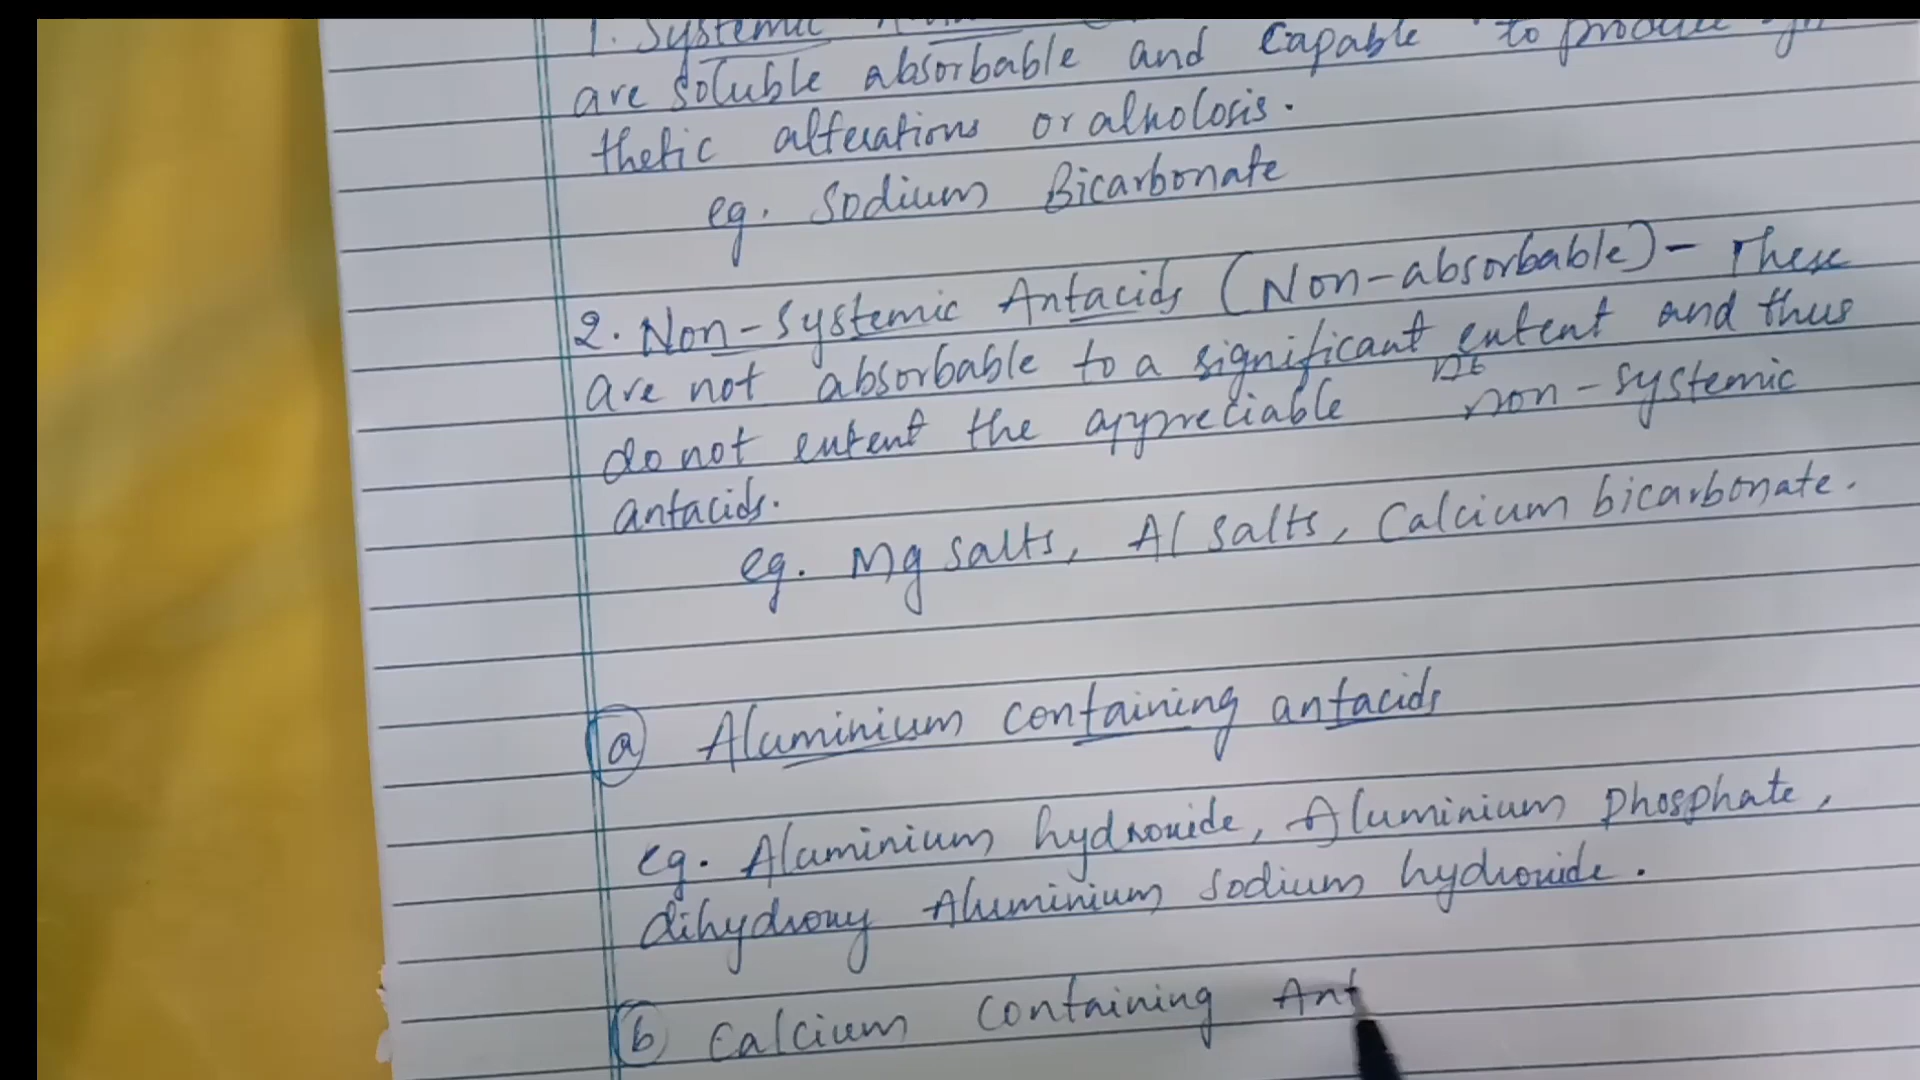 1. Systemic
are soluble absorbable and capable to produce
thetic alterations or alkolosis.
eg. Sodium Bicarbonate
2. Non-systemic Antacids (Non-absorbable) - These
are not absorbable to a significant extent and thus
do not extent the appreciable non-systemic
antacids.
eg. Mg salts, Al salts, Calcium bicarbonate.
a Aluminium containing antacids
eg. Aluminium hydroxide, Aluminium phosphate,
dihydroxy Aluminium sodium hydroxide.
b Calcium containing Ant